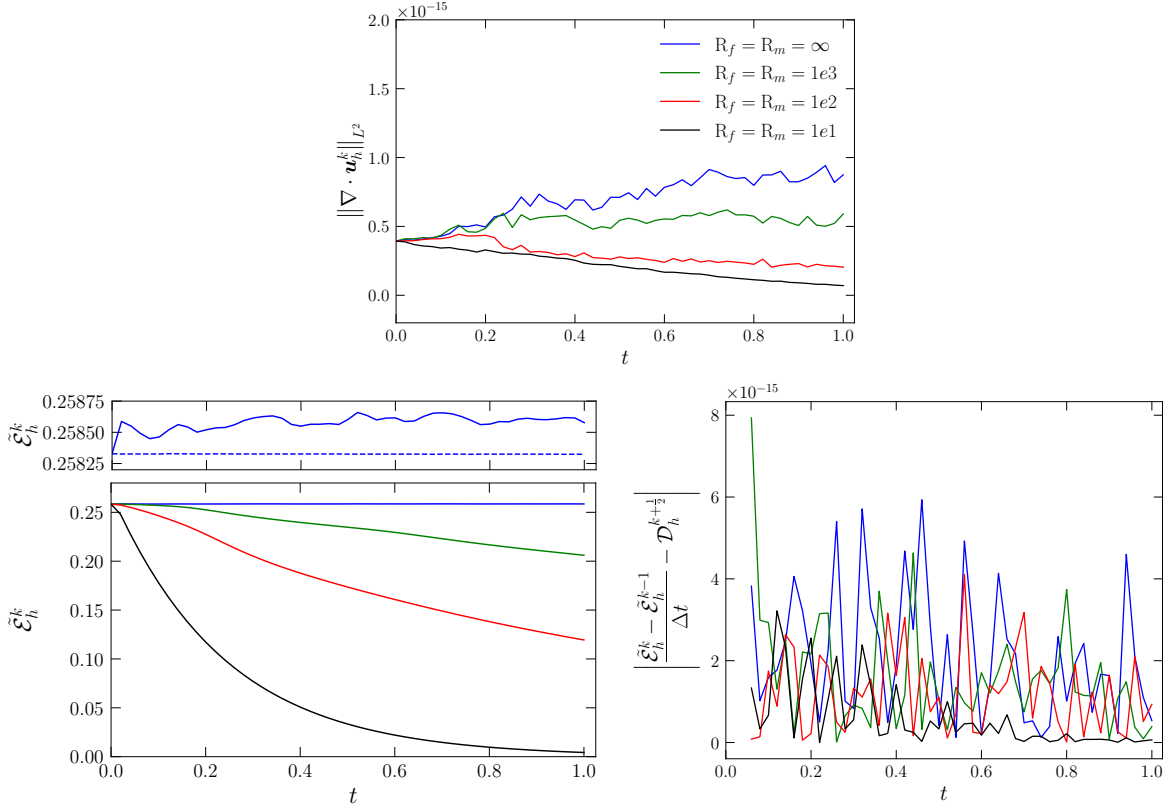 ×10⁻¹⁵
2.0
1.5
1.0
0.5
0.0
||∇ · u_h^k||_{L²}
R_f = R_m = ∞
R_f = R_m = 1e3
R_f = R_m = 1e2
R_f = R_m = 1e1
0.0 0.2 0.4 0.6 0.8 1.0
t
0.25875
0.25850
0.25825
ℰ̃_h^k
0.25
0.20
0.15
0.10
0.05
0.00
ℰ̃_h^k
0.0 0.2 0.4 0.6 0.8 1.0
t
×10⁻¹⁵
8
6
4
2
0
|(ℰ̃_h^k − ℰ̃_h^{k−1})/Δt − 𝒟_h^{k+1/2}|
0.0 0.2 0.4 0.6 0.8 1.0
t